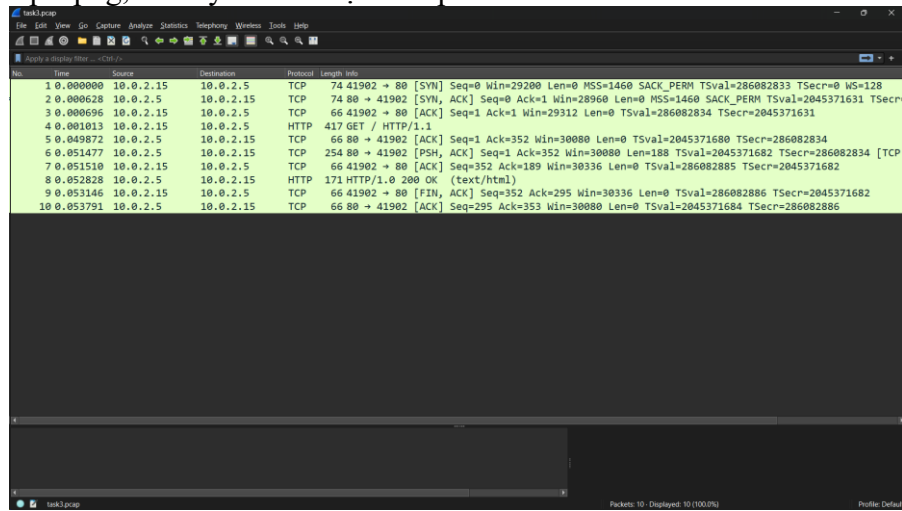 task3.pcap
File Edit View Go Capture Analyze Statistics Telephony Wireless Tools Help
Apply a display filter ... <Ctrl-/>
No. Time Source Destination Protocol Length Info
1 0.000000 10.0.2.15 10.0.2.5 TCP 74 41902 → 80 [SYN] Seq=0 Win=29200 Len=0 MSS=1460 SACK_PERM TSval=286082833 TSecr=0 WS=128
2 0.000628 10.0.2.5 10.0.2.15 TCP 74 80 → 41902 [SYN, ACK] Seq=0 Ack=1 Win=28960 Len=0 MSS=1460 SACK_PERM TSval=2045371631 TSecr
3 0.000696 10.0.2.15 10.0.2.5 TCP 66 41902 → 80 [ACK] Seq=1 Ack=1 Win=29312 Len=0 TSval=286082834 TSecr=2045371631
4 0.001013 10.0.2.15 10.0.2.5 HTTP 417 GET / HTTP/1.1
5 0.049872 10.0.2.5 10.0.2.15 TCP 66 80 → 41902 [ACK] Seq=1 Ack=352 Win=30080 Len=0 TSval=2045371680 TSecr=286082834
6 0.051477 10.0.2.5 10.0.2.15 TCP 254 80 → 41902 [PSH, ACK] Seq=1 Ack=352 Win=30080 Len=188 TSval=2045371682 TSecr=286082834 [TCP
7 0.051510 10.0.2.15 10.0.2.5 TCP 66 41902 → 80 [ACK] Seq=352 Ack=189 Win=30336 Len=0 TSval=286082885 TSecr=2045371682
8 0.052828 10.0.2.5 10.0.2.15 HTTP 171 HTTP/1.0 200 OK (text/html)
9 0.053146 10.0.2.15 10.0.2.5 TCP 66 41902 → 80 [FIN, ACK] Seq=352 Ack=295 Win=30336 Len=0 TSval=286082886 TSecr=2045371682
10 0.053791 10.0.2.5 10.0.2.15 TCP 66 80 → 41902 [ACK] Seq=295 Ack=353 Win=30080 Len=0 TSval=2045371684 TSecr=286082886
task3.pcap Packets: 10 · Displayed: 10 (100.0%) Profile: Defaul